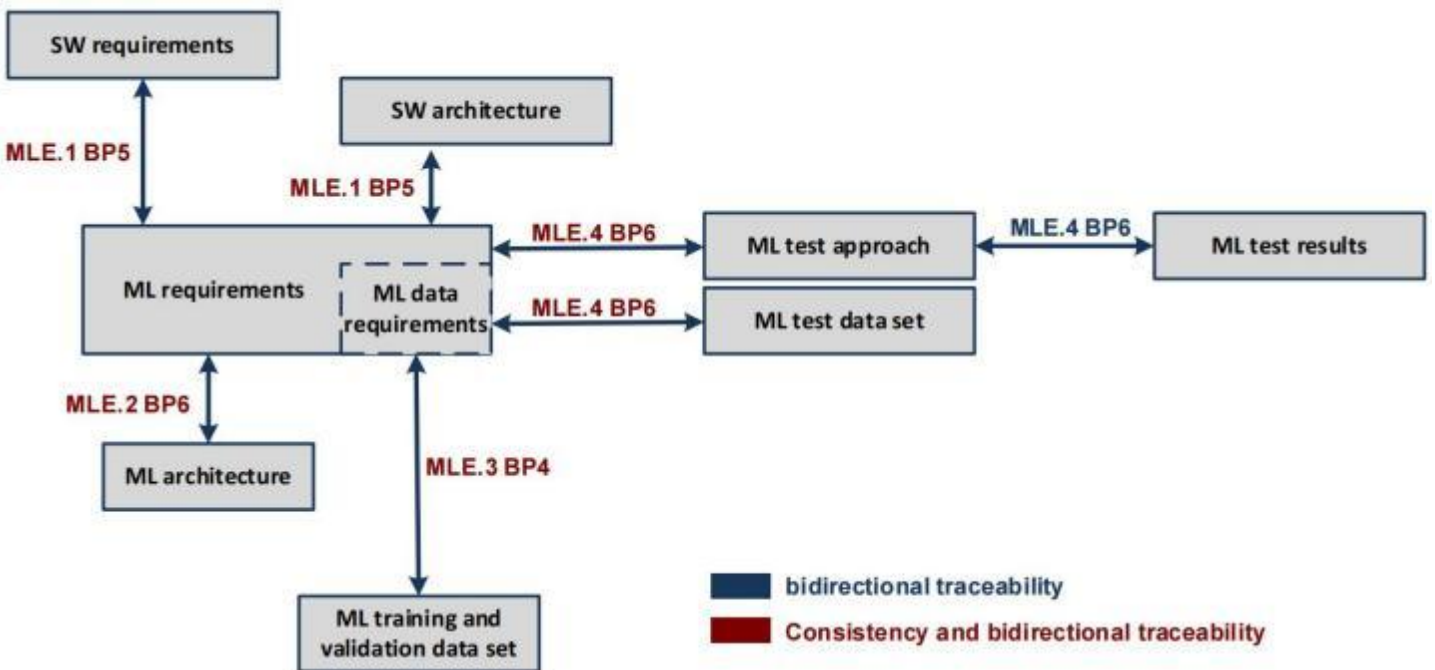 SW requirements
SW architecture
MLE.1 BP5
MLE.1 BP5
MLE.4 BP6
ML test approach
MLE.4 BP6
ML test results
ML requirements
ML data
requirements
MLE.4 BP6
ML test data set
MLE.2 BP6
ML architecture
MLE.3 BP4
bidirectional traceability
ML training and
validation data set
Consistency and bidirectional traceability